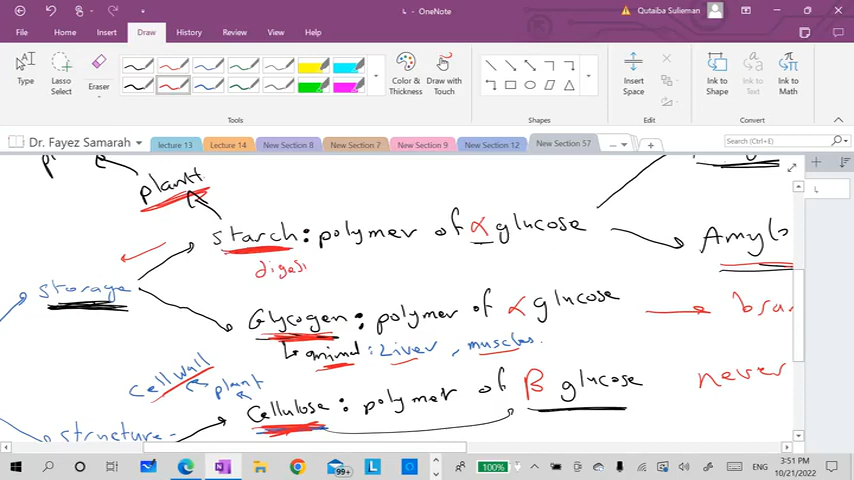 - OneNote
Qutaiba Sulieman
File Home Insert Draw History Review View Help Share
Type
Lasso
Select
Eraser
Color &
Thickness
Draw with
Touch
Insert
Space
Ink to
Shape
Ink to
Text
Ink to
Math
Tools
Shapes
Edit
Convert
Dr. Fayez Samarah
lecture 13
Lecture 14
New Section 8
New Section 7
New Section 9
New Section 12
New Section 57
Search (Ctrl+E)
plant
starch: polymer of α glucose
Amylo
digesi
storage
Glycogen: polymer of α glucose
bra
animal: Liver, muscles.
cell wall
plant
never
Cellulose: polymer of β glucose
structure
99+
100%
ENG
3:51 PM
10/21/2022